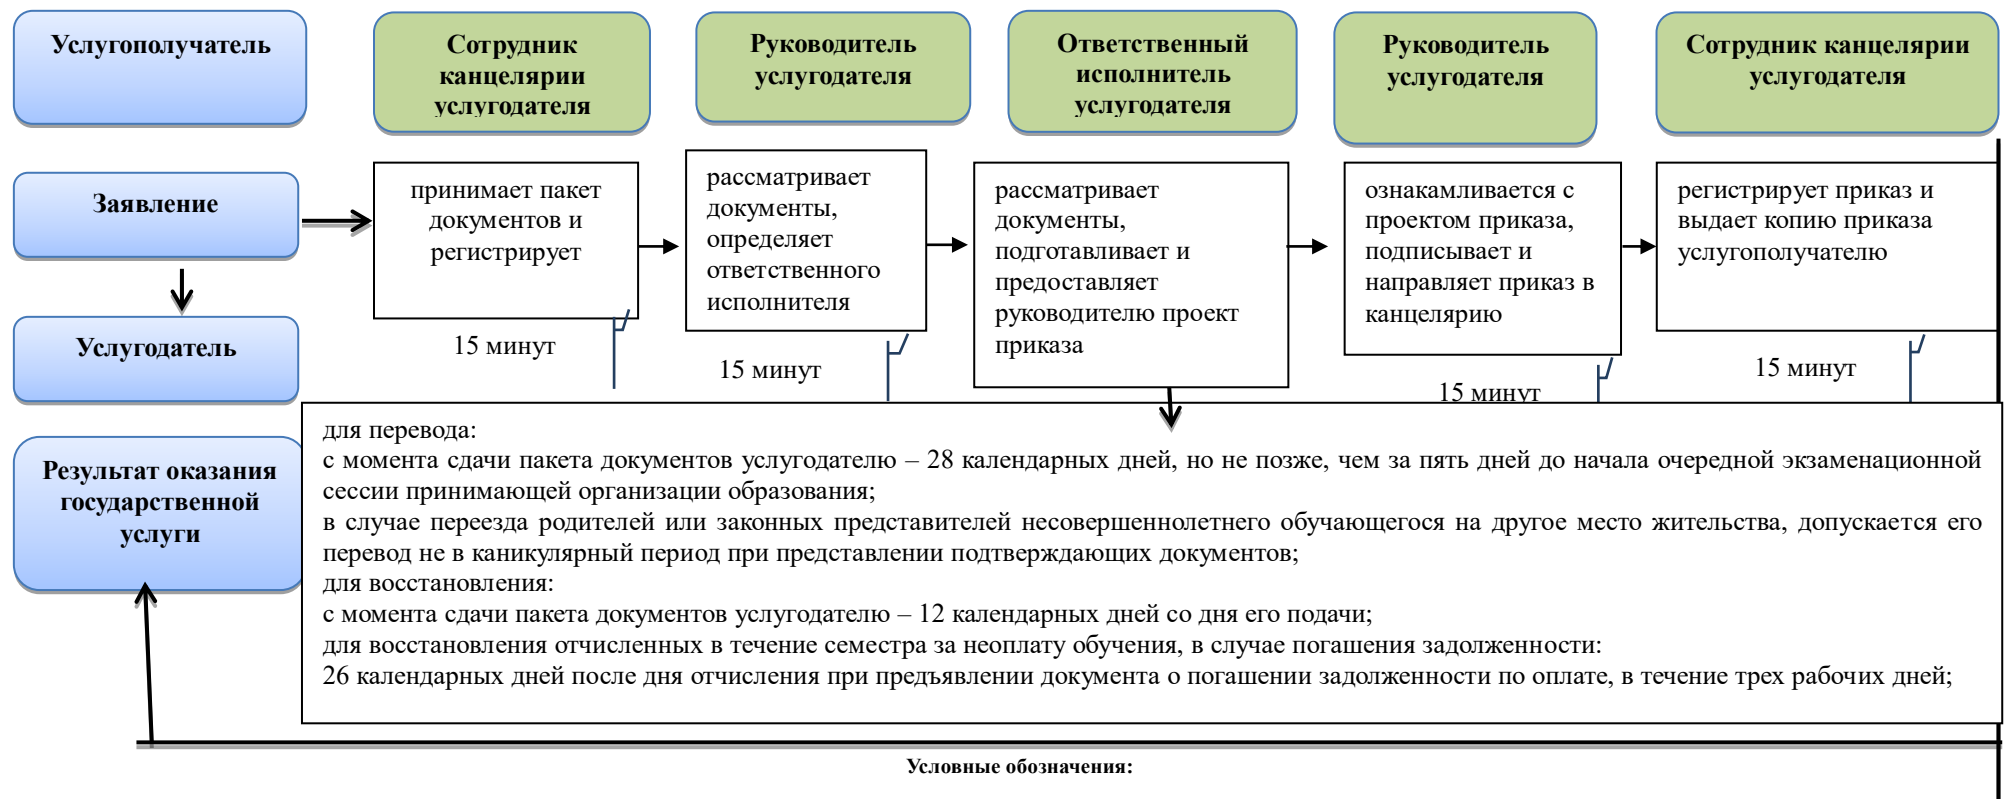 Услугополучатель
Сотрудник
канцелярии
услугодателя
Руководитель
услугодателя
Ответственный
исполнитель
услугодателя
Руководитель
услугодателя
Сотрудник канцелярии
услугодателя
Заявление
принимает пакет
документов и
регистрирует
рассматривает
документы,
определяет
ответственного
исполнителя
рассматривает
документы,
подготавливает и
предоставляет
руководителю проект
приказа
ознакамливается с
проектом приказа,
подписывает и
направляет приказ в
канцелярию
регистрирует приказ и
выдает копию приказа
услугополучателю
Услугодатель
15 минут
15 минут
15 минут
15 минут
Результат оказания
государственной
услуги
для перевода:
с момента сдачи пакета документов услугодателю – 28 календарных дней, но не позже, чем за пять дней до начала очередной экзаменационной
сессии принимающей организации образования;
в случае переезда родителей или законных представителей несовершеннолетнего обучающегося на другое место жительства, допускается его
перевод не в каникулярный период при представлении подтверждающих документов;
для восстановления:
с момента сдачи пакета документов услугодателю – 12 календарных дней со дня его подачи;
для восстановления отчисленных в течение семестра за неоплату обучения, в случае погашения задолженности:
26 календарных дней после дня отчисления при предъявлении документа о погашении задолженности по оплате, в течение трех рабочих дней;
Условные обозначения: